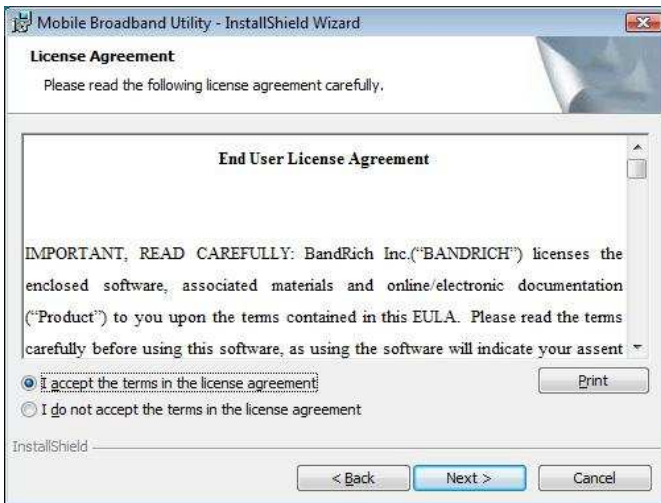 Mobile Broadband Utility - InstallShield Wizard
License Agreement
Please read the following license agreement carefully.
End User License Agreement
IMPORTANT, READ CAREFULLY: BandRich Inc.(“BANDRICH”) licenses the
enclosed software, associated materials and online/electronic documentation
(“Product”) to you upon the terms contained in this EULA. Please read the terms
carefully before using this software, as using the software will indicate your assent
I accept the terms in the license agreement
Print
I do not accept the terms in the license agreement
InstallShield
< Back
Next >
Cancel